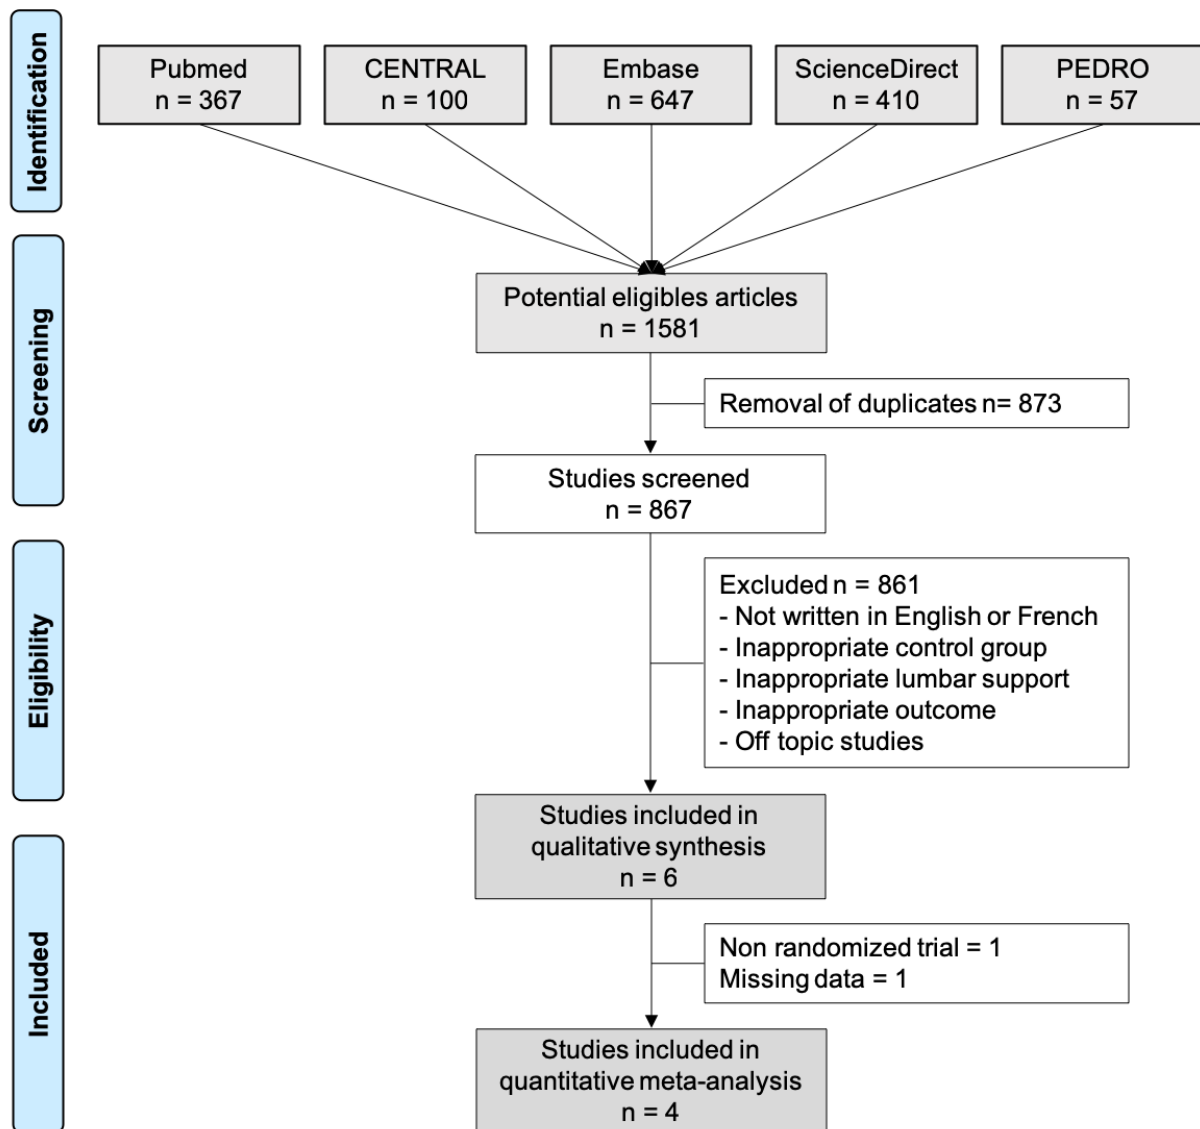 Identification
Pubmed
n = 367
CENTRAL
n = 100
Embase
n = 647
ScienceDirect
n = 410
PEDRO
n = 57
Screening
Potential eligibles articles
n = 1581
Removal of duplicates n= 873
Studies screened
n = 867
Eligibility
Excluded n = 861
- Not written in English or French
- Inappropriate control group
- Inappropriate lumbar support
- Inappropriate outcome
- Off topic studies
Studies included in
qualitative synthesis
n = 6
Included
Non randomized trial = 1
Missing data = 1
Studies included in
quantitative meta-analysis
n = 4